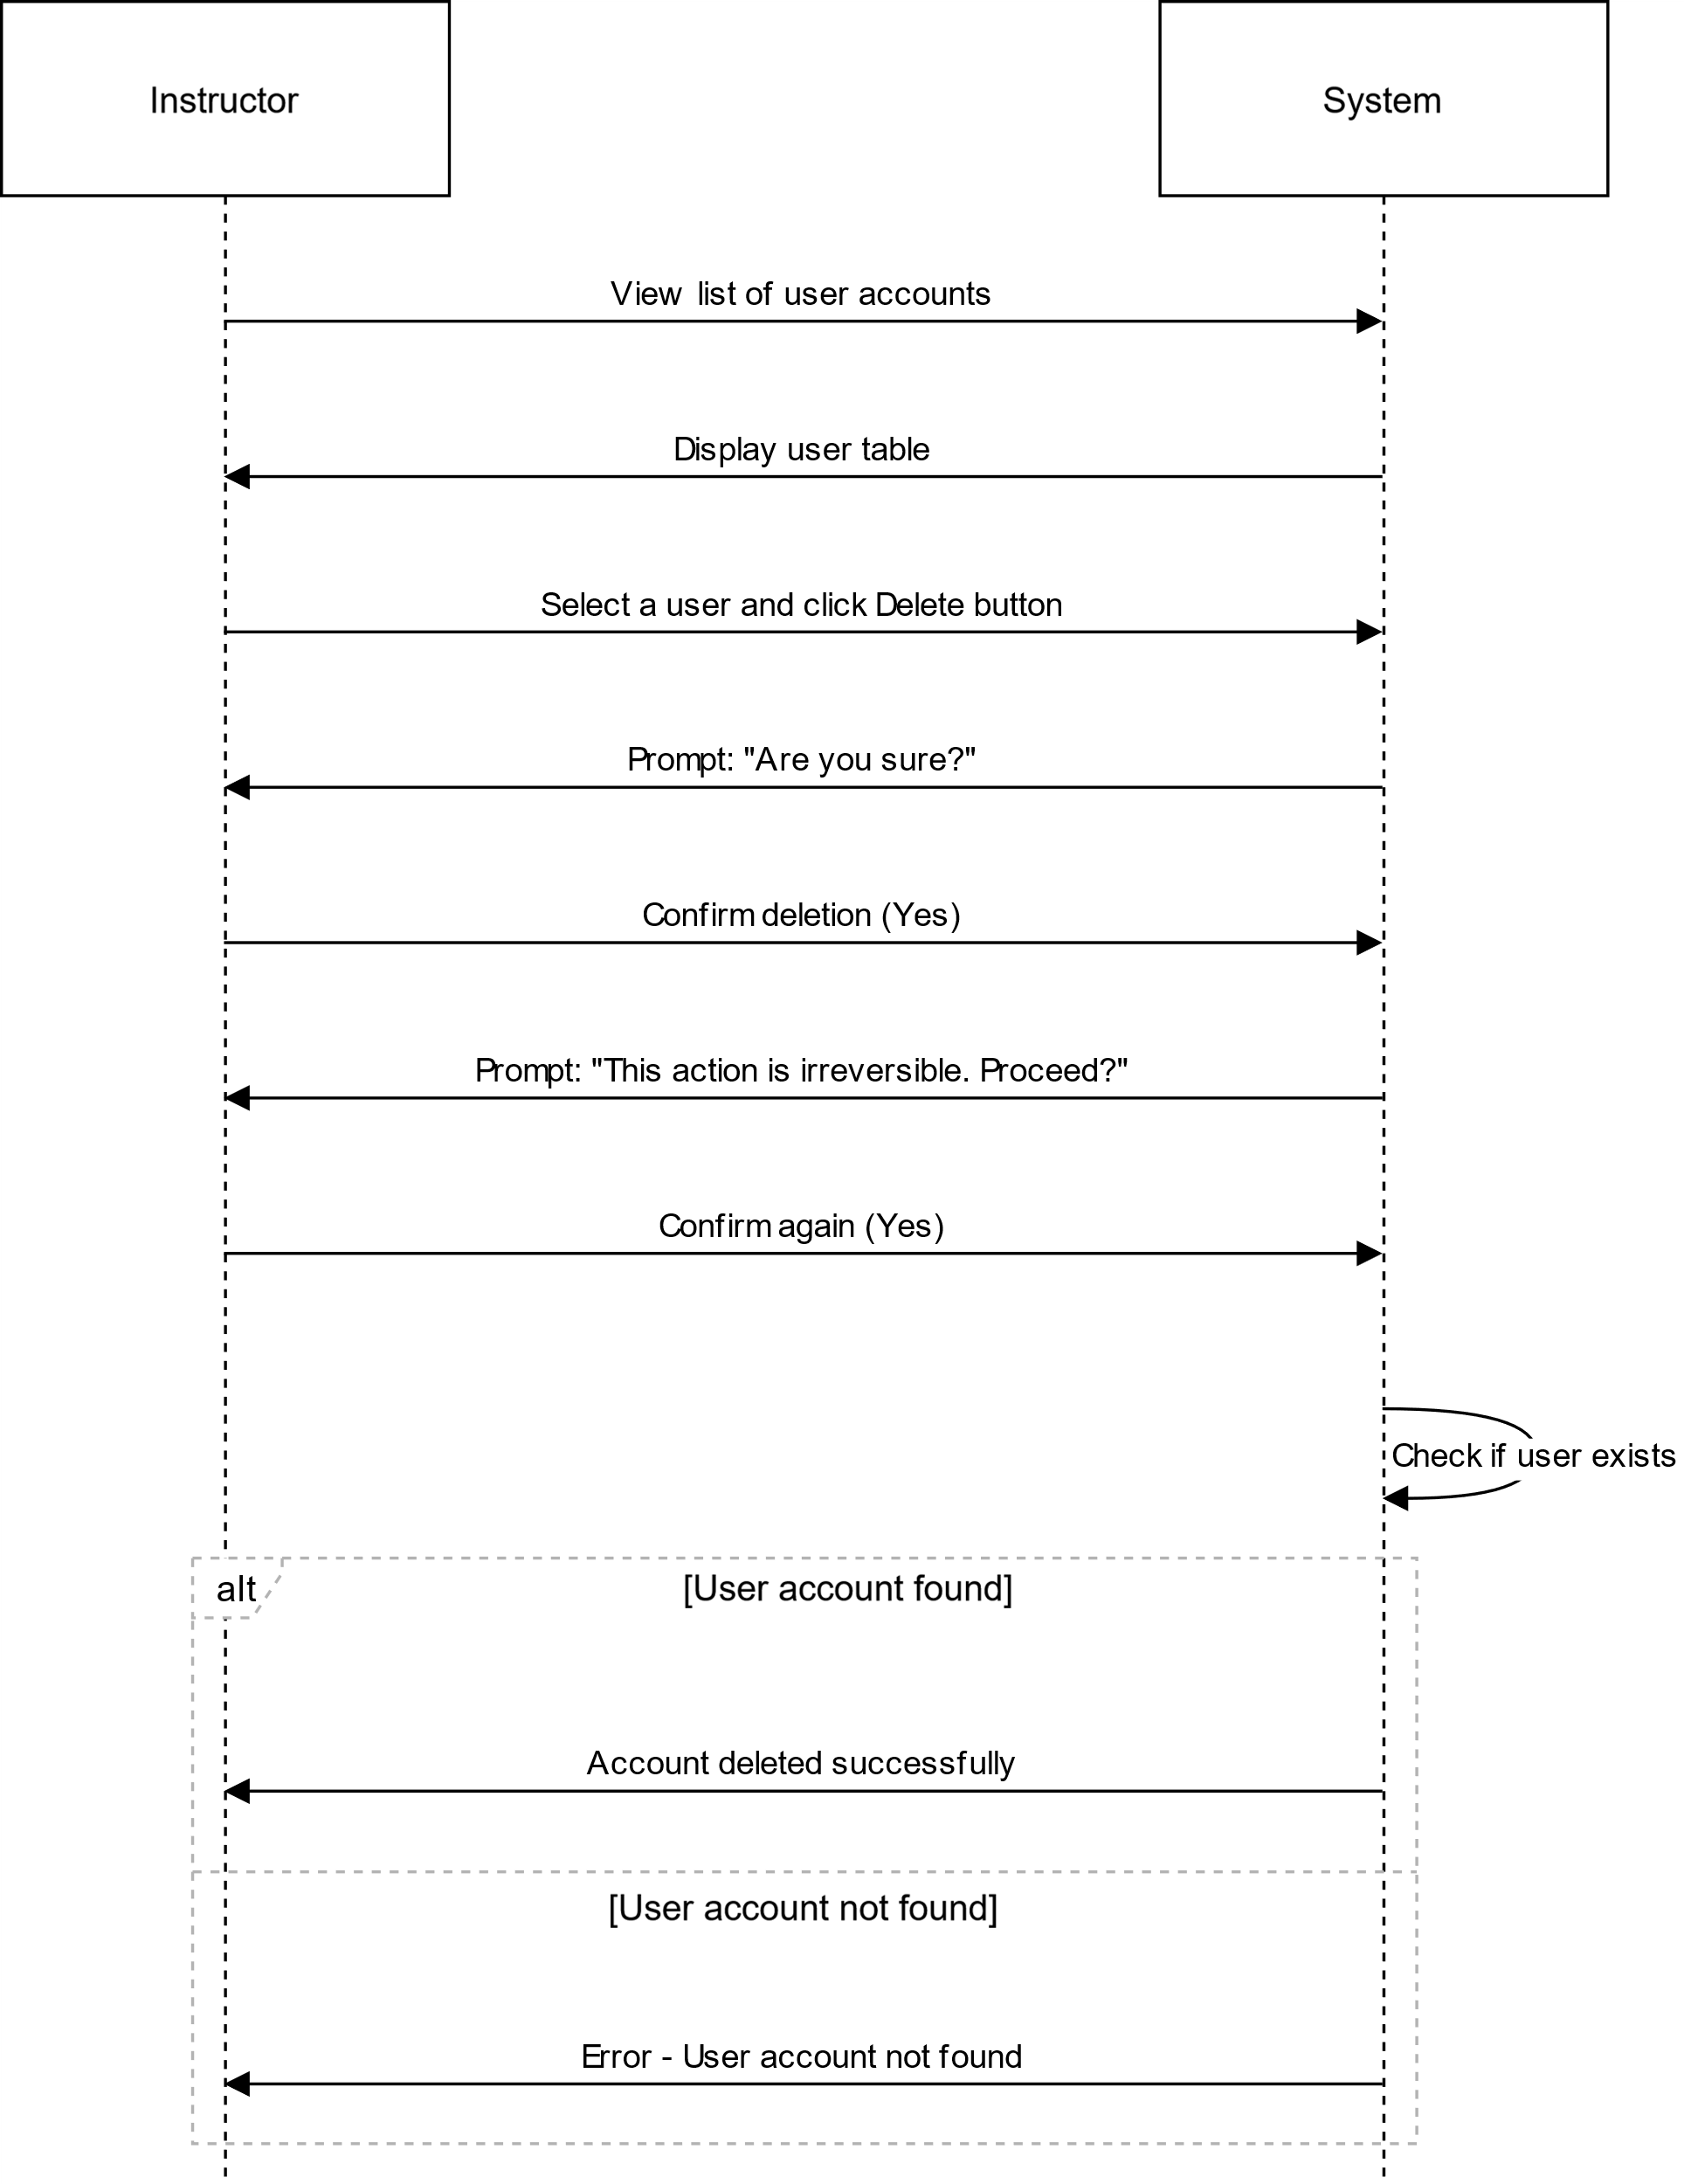 Instructor
System
View list of user accounts
Display user table
Select a user and click Delete button
Prompt: "Are you sure?"
Confirm deletion (Yes)
Prompt: "This action is irreversible. Proceed?"
Confirm again (Yes)
Check if user exists
alt
[User account found]
Account deleted successfully
[User account not found]
Error - User account not found